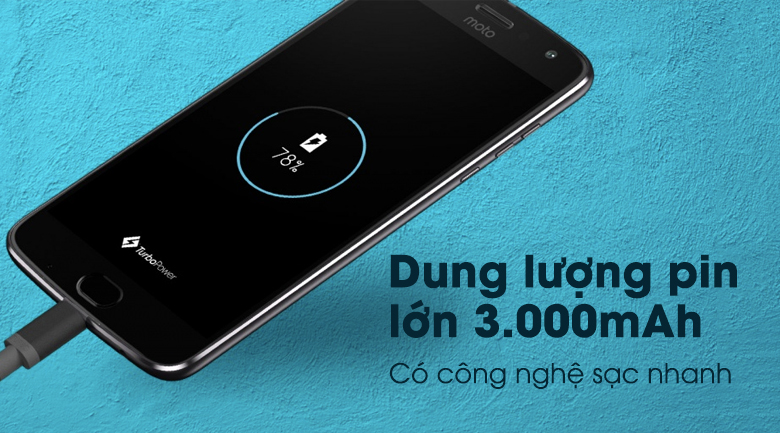 moto
78%
TurboPower
Dung lượng pin
lớn 3.000mAh
Có công nghệ sạc nhanh